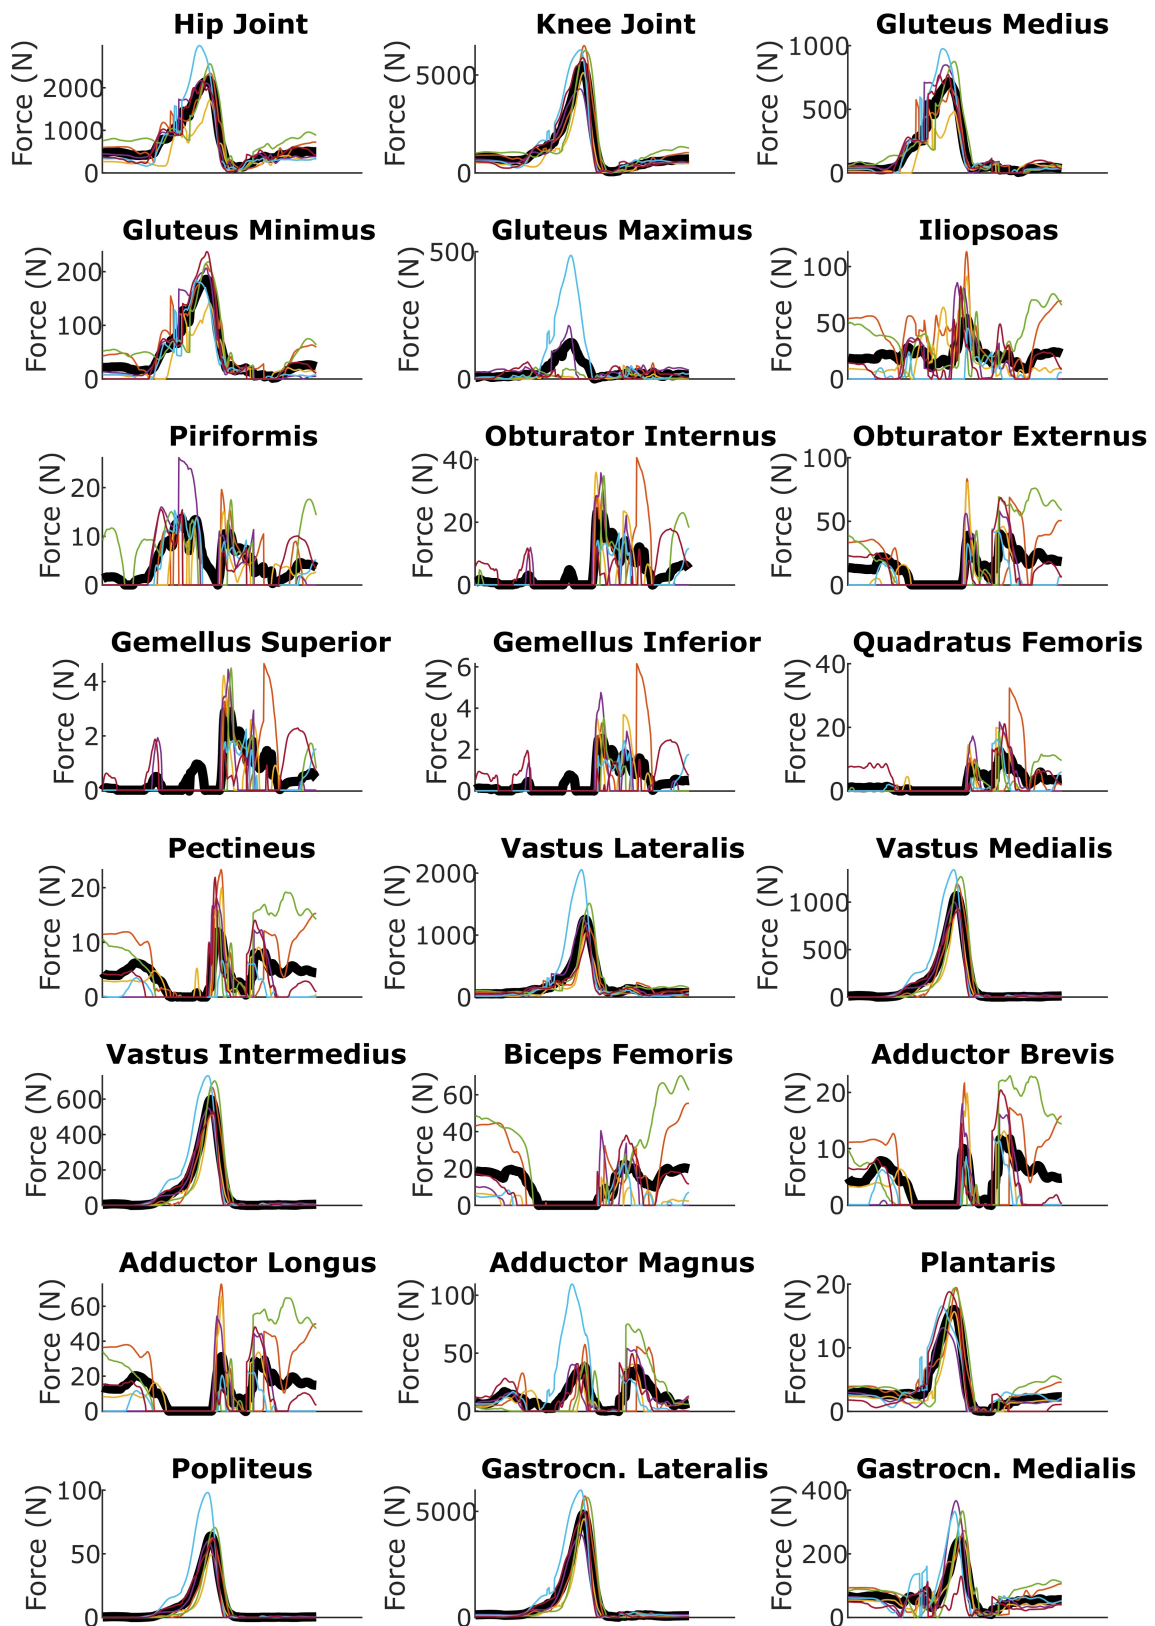 Hip Joint Knee Joint Gluteus Medius
Force (N) 2000 1000 0 Force (N) 5000 0 Force (N) 1000 500 0
Gluteus Minimus Gluteus Maximus Iliopsoas
Force (N) 200 100 0 Force (N) 500 0 Force (N) 100 50 0
Piriformis Obturator Internus Obturator Externus
Force (N) 20 10 0 Force (N) 40 20 0 Force (N) 100 50 0
Gemellus Superior Gemellus Inferior Quadratus Femoris
Force (N) 4 2 0 Force (N) 6 4 2 0 Force (N) 40 20 0
Pectineus Vastus Lateralis Vastus Medialis
Force (N) 20 10 0 Force (N) 2000 1000 0 Force (N) 1000 500 0
Vastus Intermedius Biceps Femoris Adductor Brevis
Force (N) 600 400 200 0 Force (N) 60 40 20 0 Force (N) 20 10 0
Adductor Longus Adductor Magnus Plantaris
Force (N) 60 40 20 0 Force (N) 100 50 0 Force (N) 20 10 0
Popliteus Gastrocn. Lateralis Gastrocn. Medialis
Force (N) 100 50 0 Force (N) 5000 0 Force (N) 400 200 0